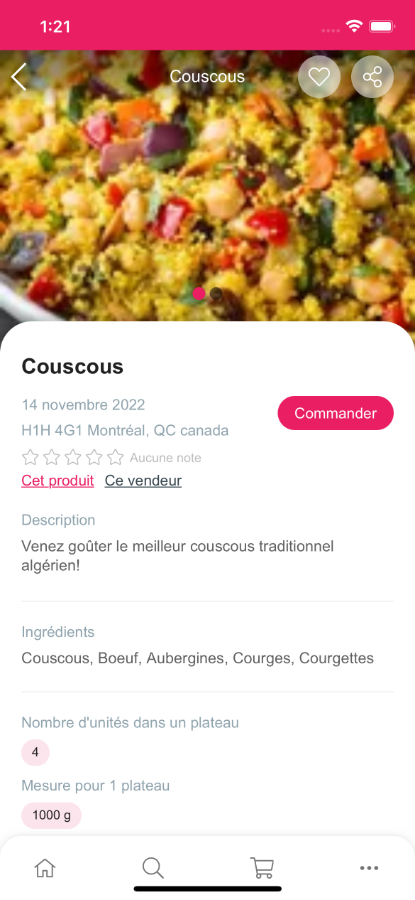 1:21
Couscous
Couscous
14 novembre 2022
Commander
H1H 4G1 Montréal, QC canada
Aucune note
Cet produit Ce vendeur
Description
Venez goûter le meilleur couscous traditionnel
algérien!
Ingrédients
Couscous, Boeuf, Aubergines, Courges, Courgettes
Nombre d'unités dans un plateau
4
Mesure pour 1 plateau
1000 g